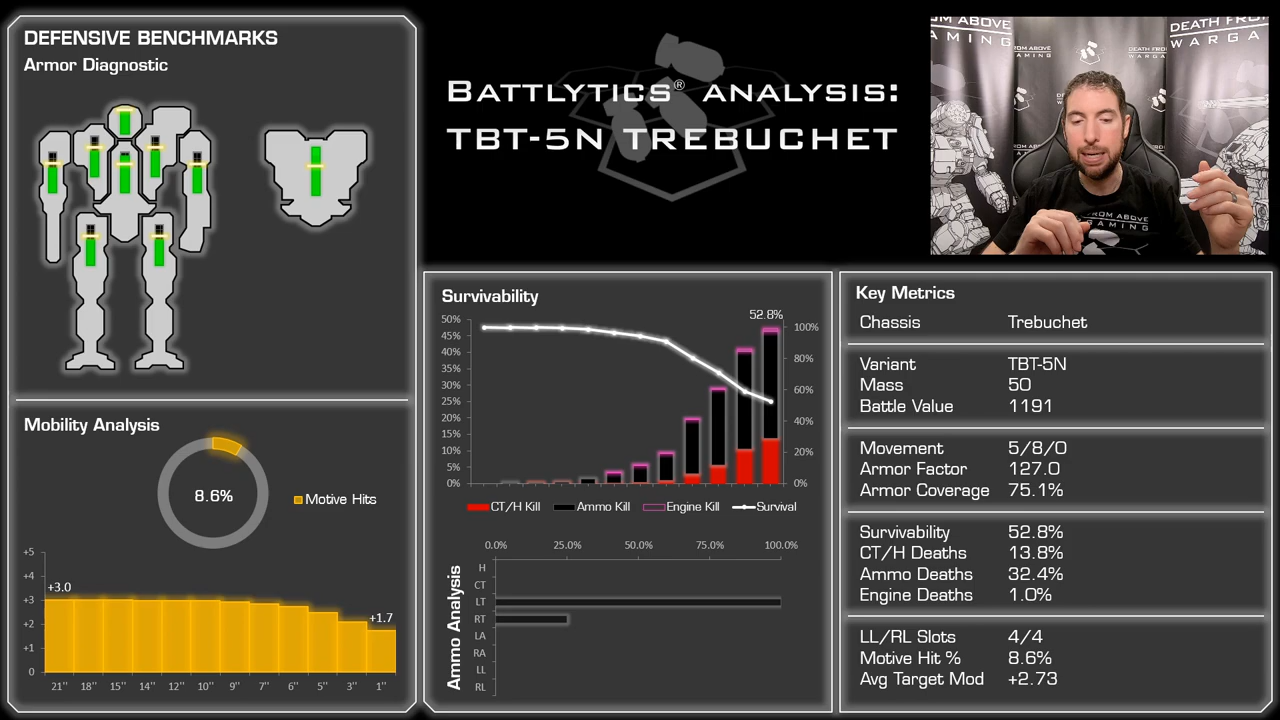 DEFENSIVE BENCHMARKS
Armor Diagnostic
BATTLYTICS® ANALYSIS:
TBT-5N TREBUCHET
DEATH FROM
WARGA
FROM ABOVE
GAMING
Mobility Analysis
8.6%
Motive Hits
+5
+4
+3
+2
+1
0
+3.0
+1.7
21" 18" 15" 14" 12" 10" 9" 7" 6" 5" 3" 1"
Survivability
52.8%
50%
45%
40%
35%
30%
25%
20%
15%
10%
5%
0%
100%
80%
60%
40%
20%
0%
CT/H Kill Ammo Kill Engine Kill Survival
0.0% 25.0% 50.0% 75.0% 100.0%
Ammo Analysis
H
CT
LT
RT
LA
RA
LL
RL
Key Metrics
Chassis Trebuchet
Variant TBT-5N
Mass 50
Battle Value 1191
Movement 5/8/0
Armor Factor 127.0
Armor Coverage 75.1%
Survivability 52.8%
CT/H Deaths 13.8%
Ammo Deaths 32.4%
Engine Deaths 1.0%
LL/RL Slots 4/4
Motive Hit % 8.6%
Avg Target Mod +2.73